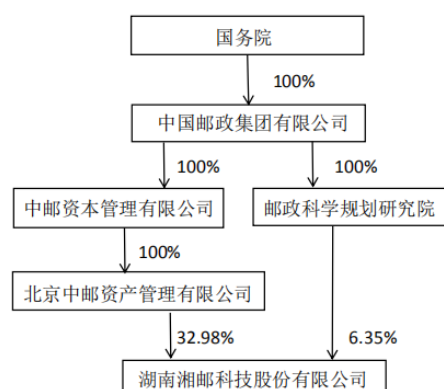 国务院
100%
中国邮政集团有限公司
100%
100%
中邮资本管理有限公司
邮政科学规划研究院
100%
北京中邮资产管理有限公司
32.98%
6.35%
湖南湘邮科技股份有限公司